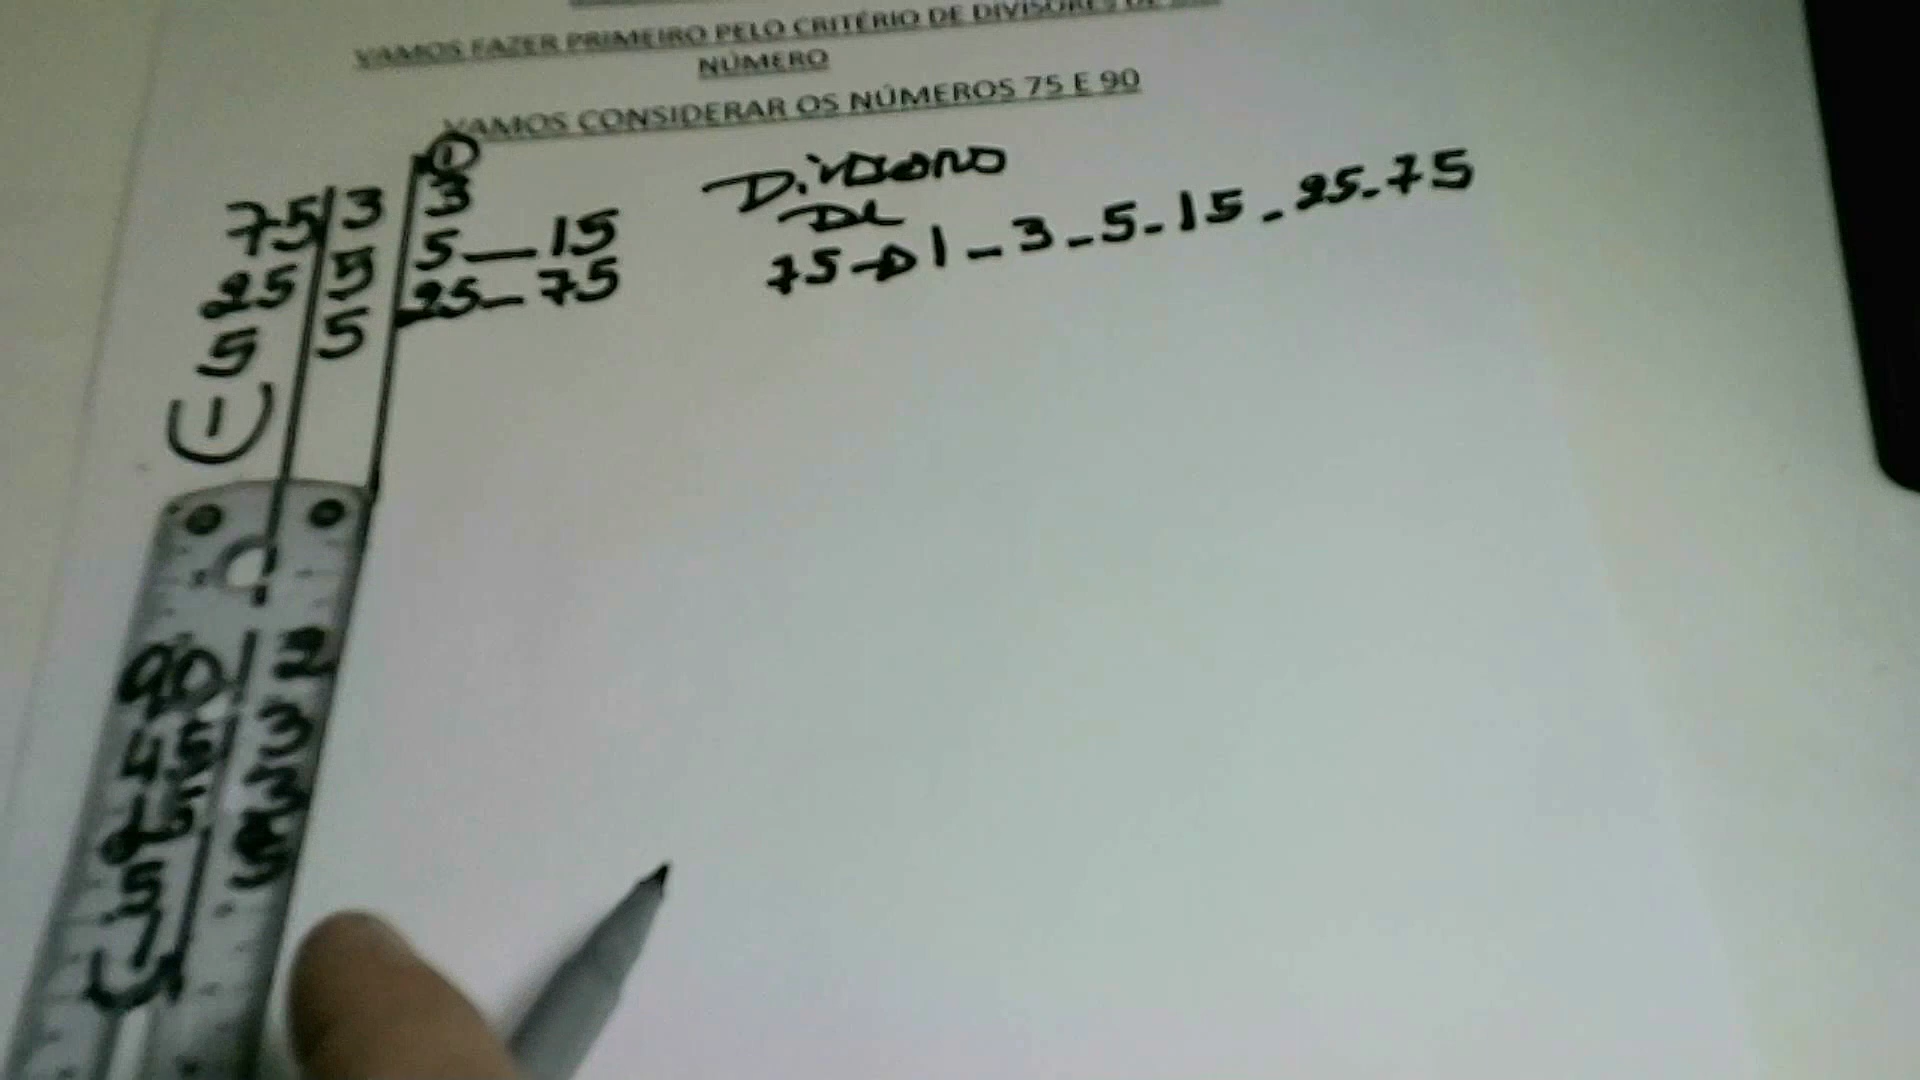 VAMOS FAZER PRIMEIRO PELO CRITÉRIO DE DIVISORES DE
NÚMERO
VAMOS CONSIDERAR OS NÚMEROS 75 E 90
1
75 3 3
25 5 5 — 15
5 5 25 — 75
1
DE
75 → 1 - 3 - 5 - 15 - 25 - 75
90 2
45 3
15 3
5 5
1